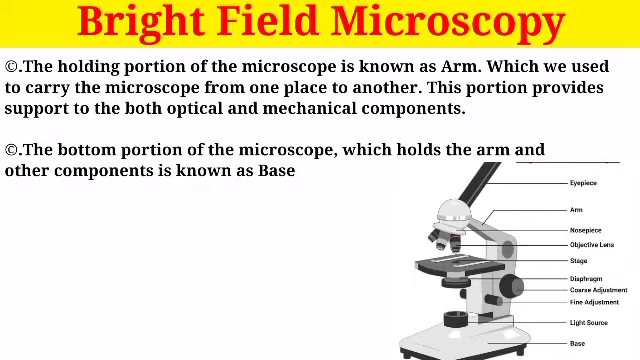 Bright Field Microscopy
©.The holding portion of the microscope is known as Arm. Which we used
to carry the microscope from one place to another. This portion provides
support to the both optical and mechanical components.
©.The bottom portion of the microscope, which holds the arm and
other components is known as Base
Eyepiece
Arm
Nosepiece
Objective Lens
Stage
Diaphragm
Coarse Adjustment
Fine Adjustment
Light Source
Base